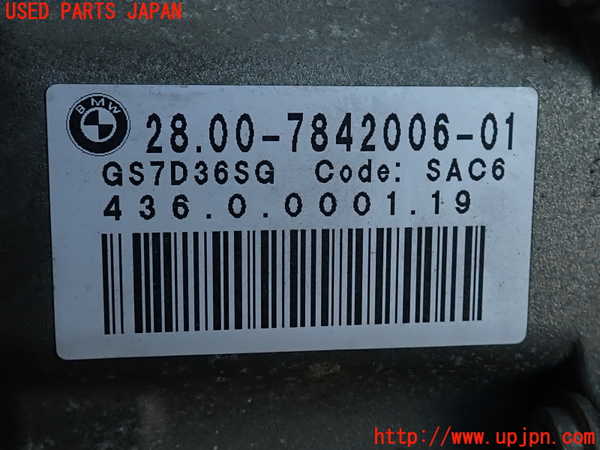 USED PARTS JAPAN
BMW
28.00-7842006-01
GS7D36SG Code: SAC6
436.0.0001.19
http://www.upjpn.com